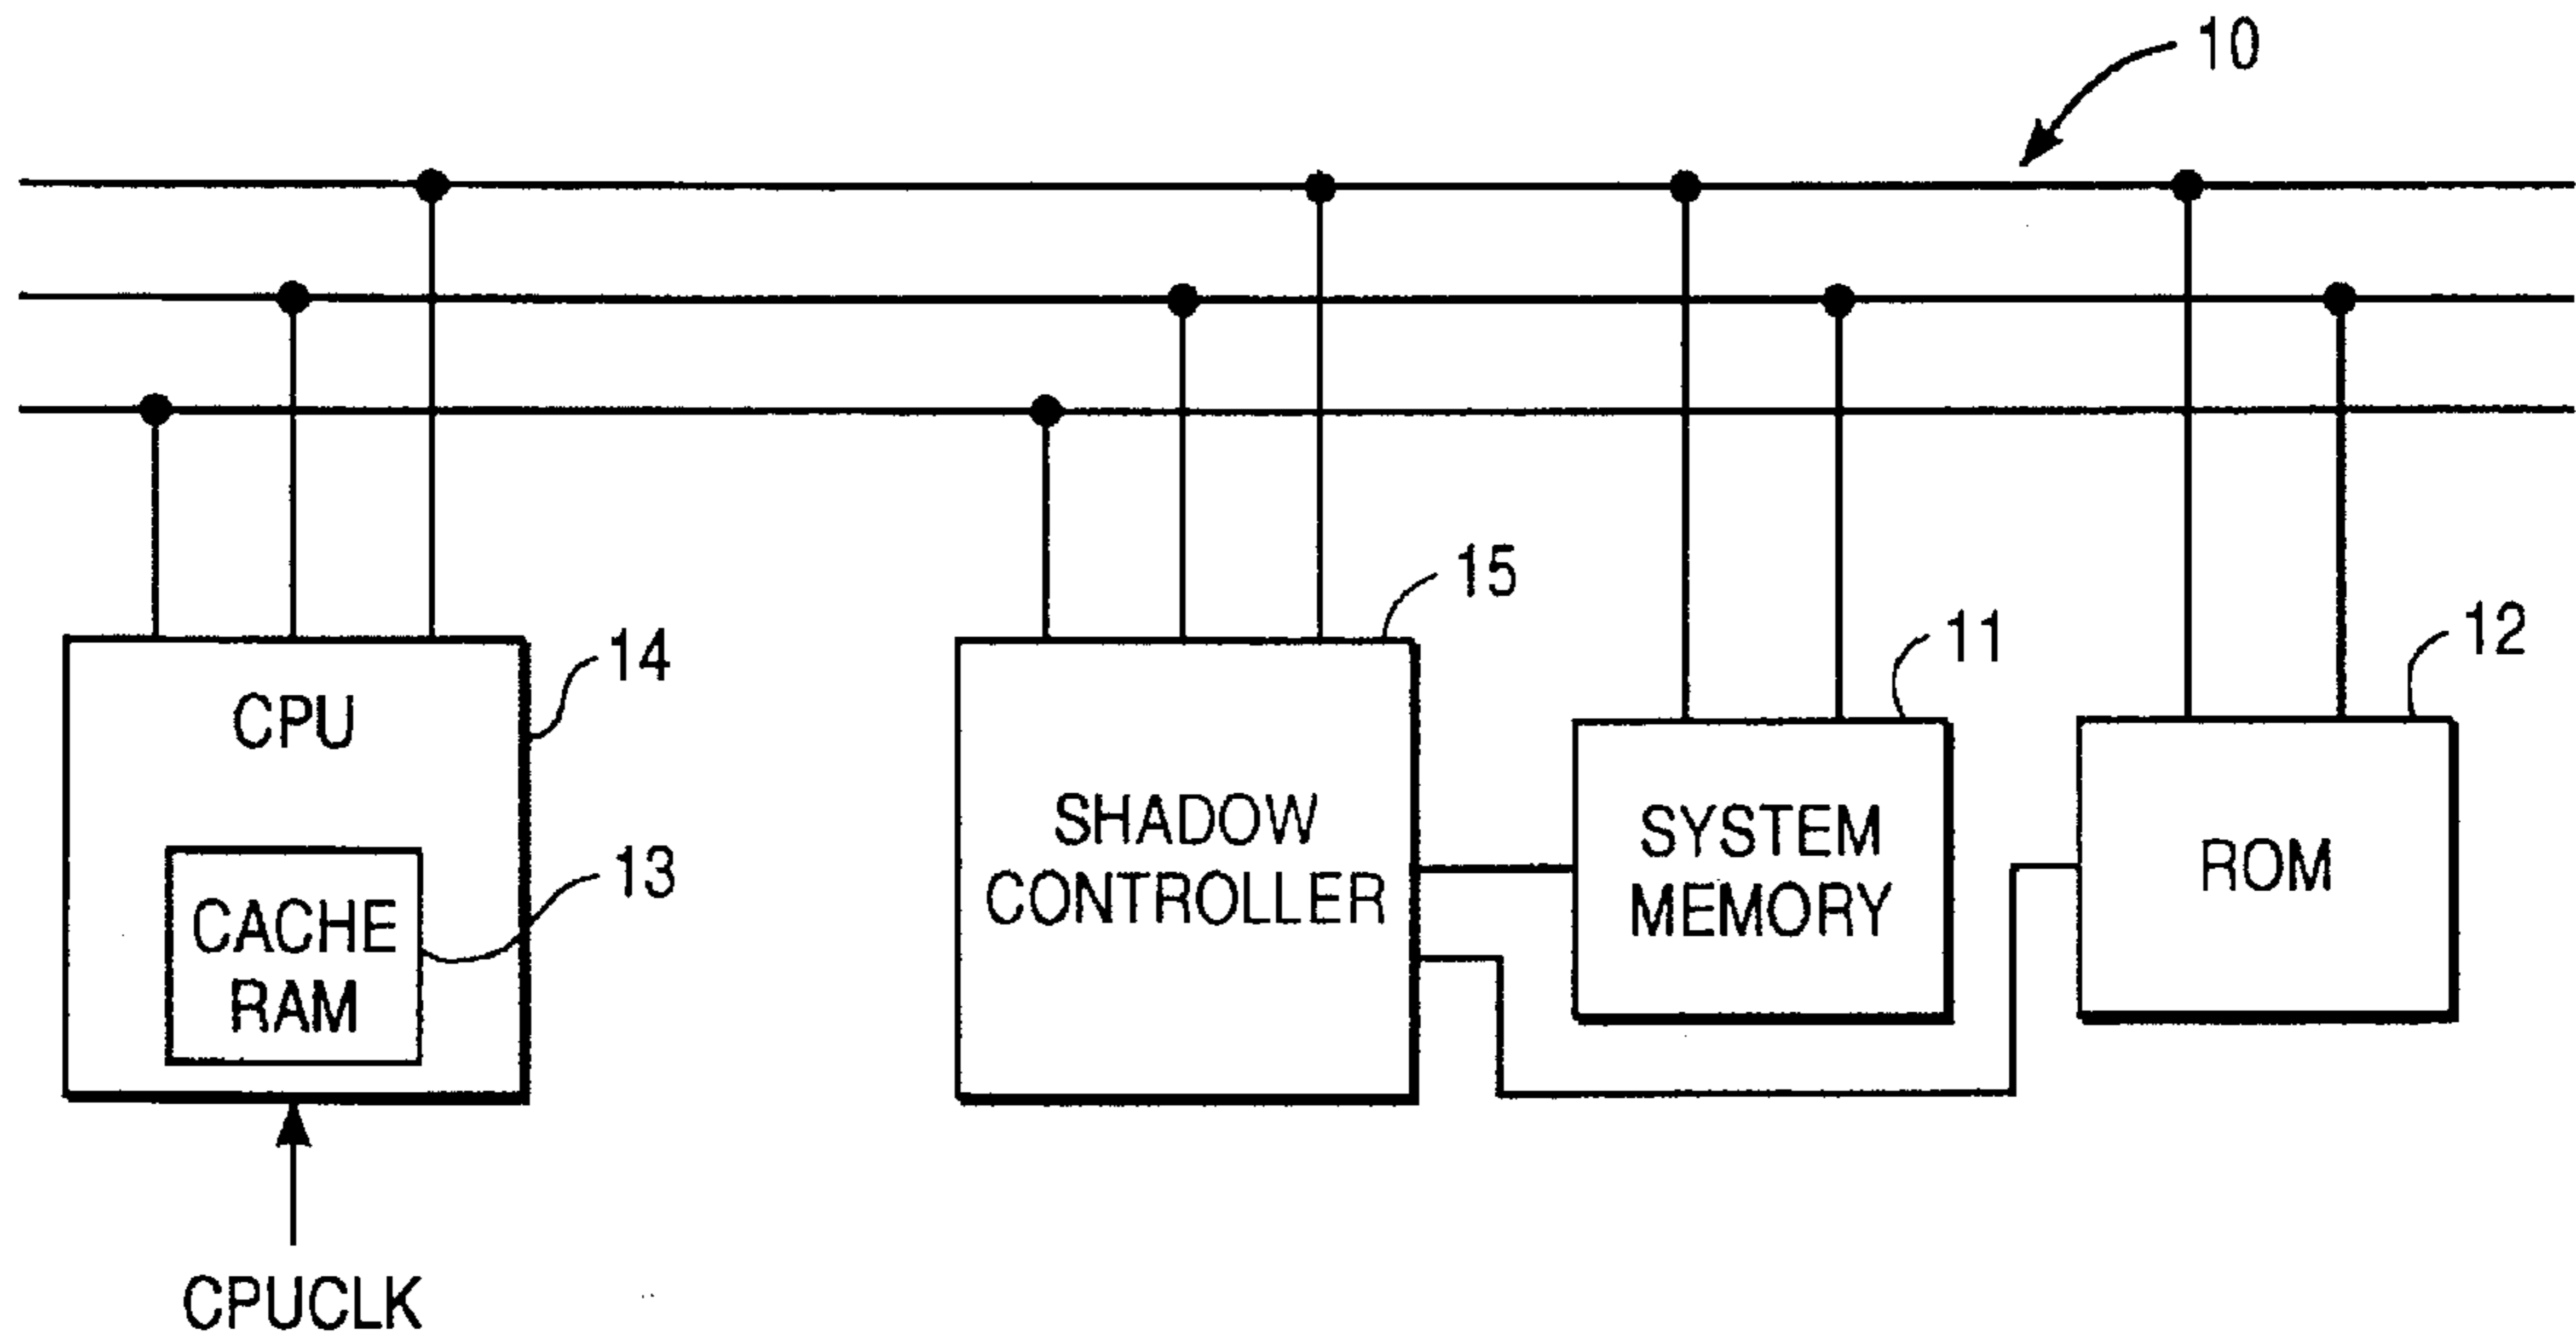 10
15
11
12
14
CPU
SHADOW
CONTROLLER
SYSTEM
MEMORY
ROM
13
CACHE
RAM
CPUCLK